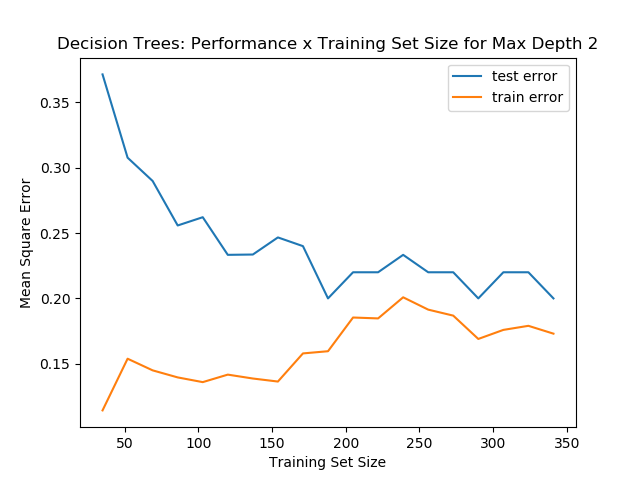 Decision Trees: Performance x Training Set Size for Max Depth 2
test error
train error
Mean Square Error
0.35
0.30
0.25
0.20
0.15
50 100 150 200 250 300 350
Training Set Size